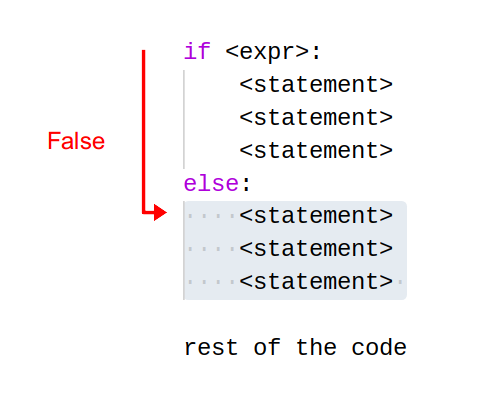 if <expr>:
    <statement>
    <statement>
    <statement>
False
else:
    <statement>
    <statement>
    <statement>
rest of the code